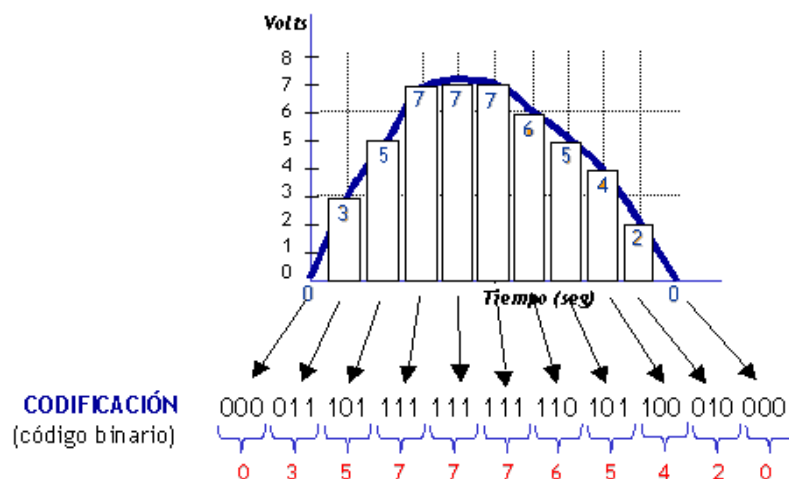 Volts
8
7
6
5
4
3
2
1
0
3 5 7 7 7 6 5 4 2
0 Tiempo (seg) 0
CODIFICACIÓN 000 011 101 111 111 111 110 101 100 010 000
(código binario)
0 3 5 7 7 7 6 5 4 2 0